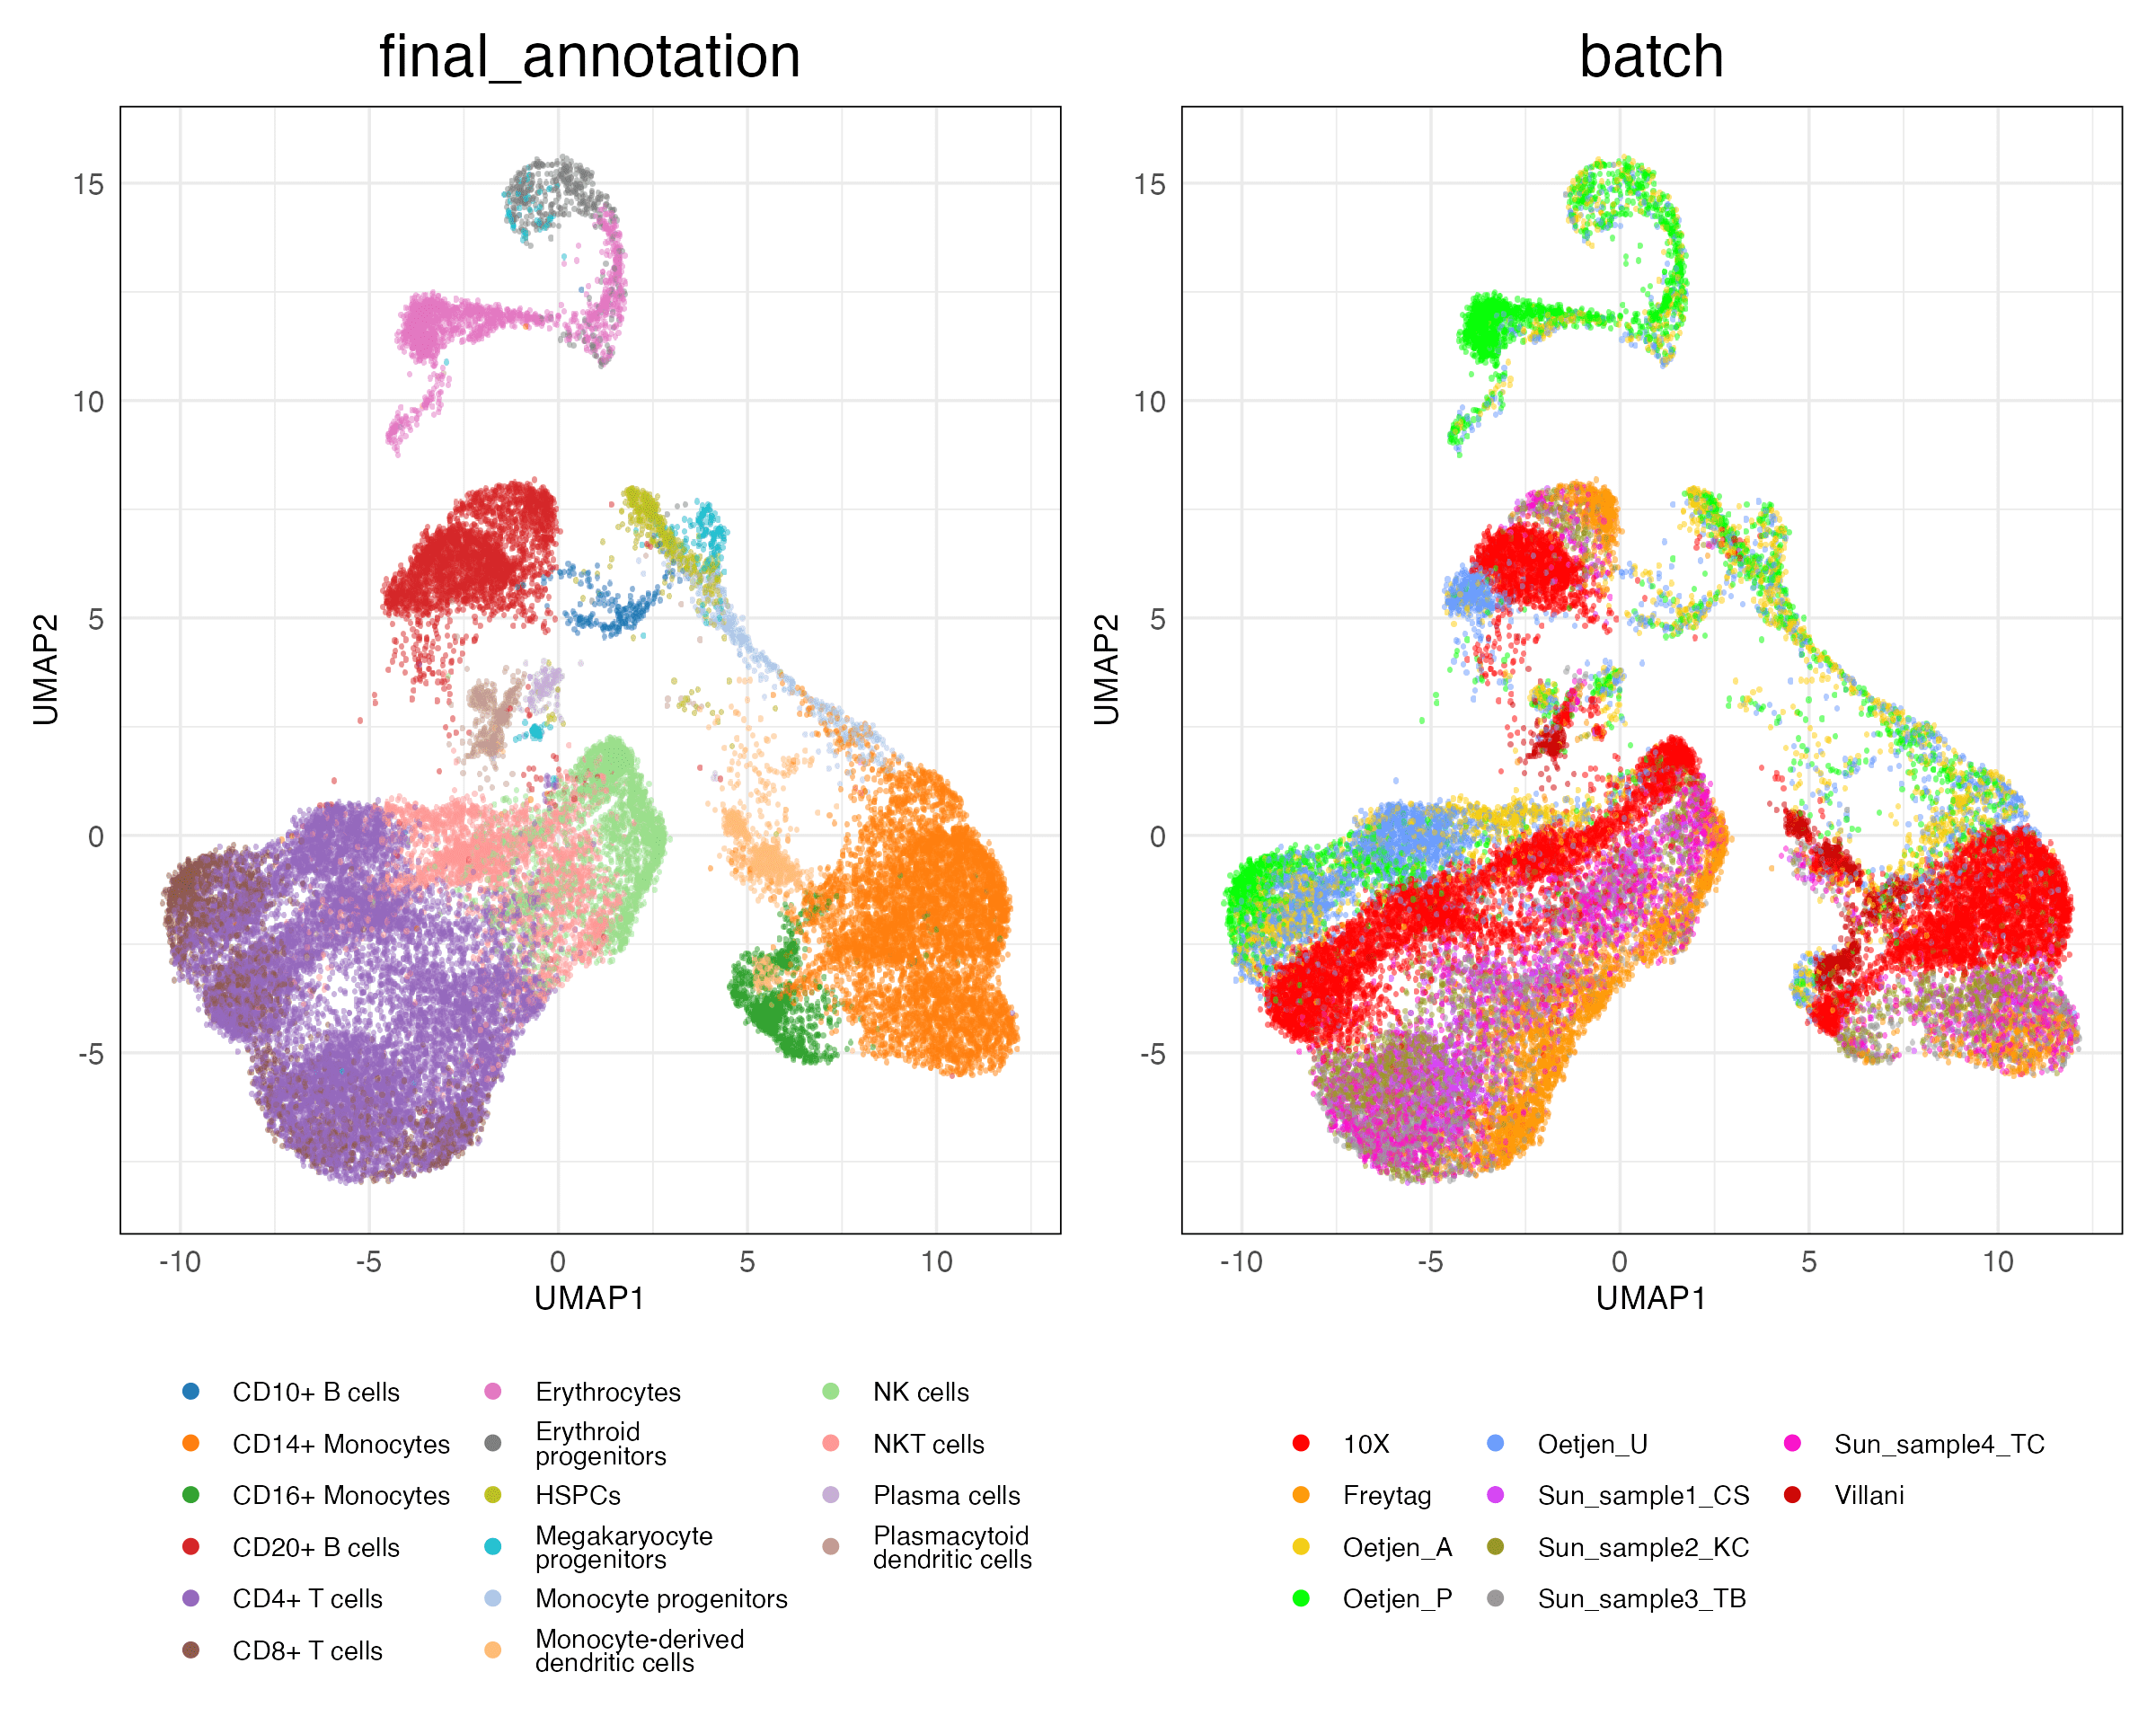 final_annotation
batch
15
10
5
0
-5
UMAP2
-10
-5
0
5
10
UMAP1
15
10
5
0
-5
UMAP2
-10
-5
0
5
10
UMAP1
CD10+ B cells
CD14+ Monocytes
CD16+ Monocytes
CD20+ B cells
CD4+ T cells
CD8+ T cells
Erythrocytes
Erythroid
progenitors
HSPCs
Megakaryocyte
progenitors
Monocyte progenitors
Monocyte-derived
dendritic cells
NK cells
NKT cells
Plasma cells
Plasmacytoid
dendritic cells
10X
Freytag
Oetjen_A
Oetjen_P
Oetjen_U
Sun_sample1_CS
Sun_sample2_KC
Sun_sample3_TB
Sun_sample4_TC
Villani